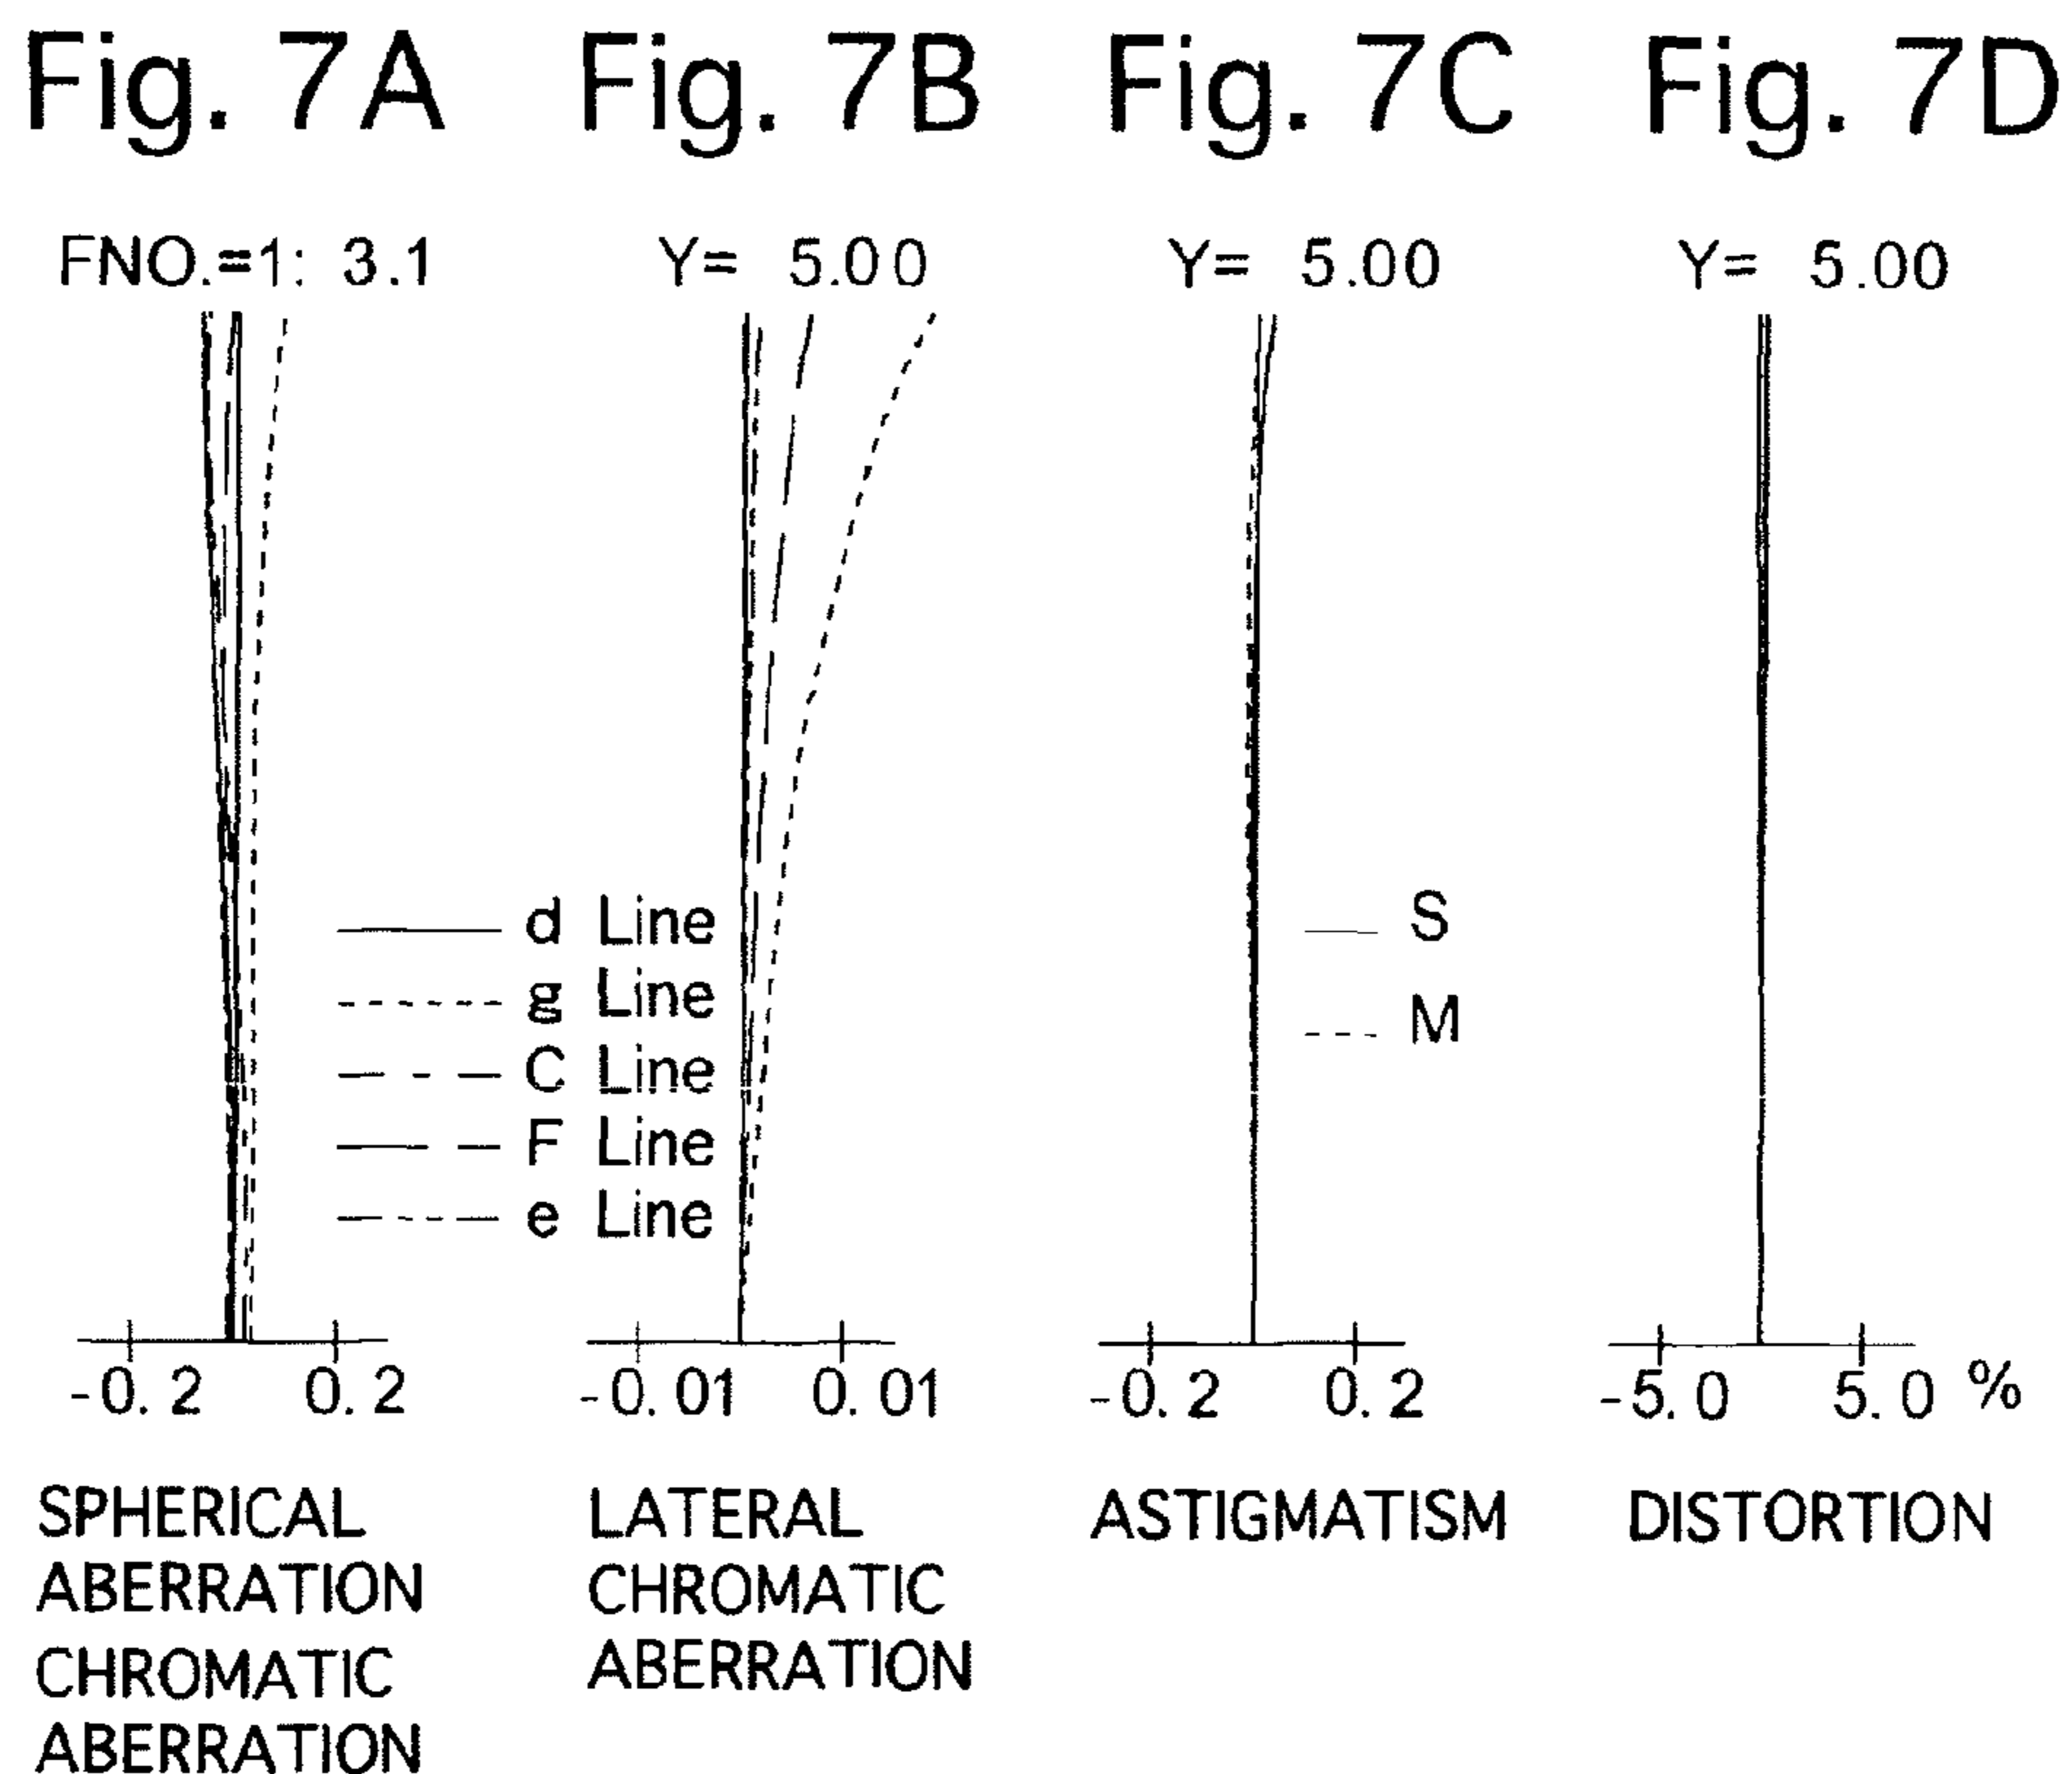 Fig. 7A
Fig. 7B
Fig. 7C
Fig. 7D
FNO.=1: 3.1
Y= 5.00
Y= 5.00
Y= 5.00
d Line
g Line
C Line
F Line
e Line
S
M
-0.2 0.2
-0.01 0.01
-0.2 0.2
-5.0 5.0 %
SPHERICAL
ABERRATION
CHROMATIC
ABERRATION
LATERAL
CHROMATIC
ABERRATION
ASTIGMATISM
DISTORTION